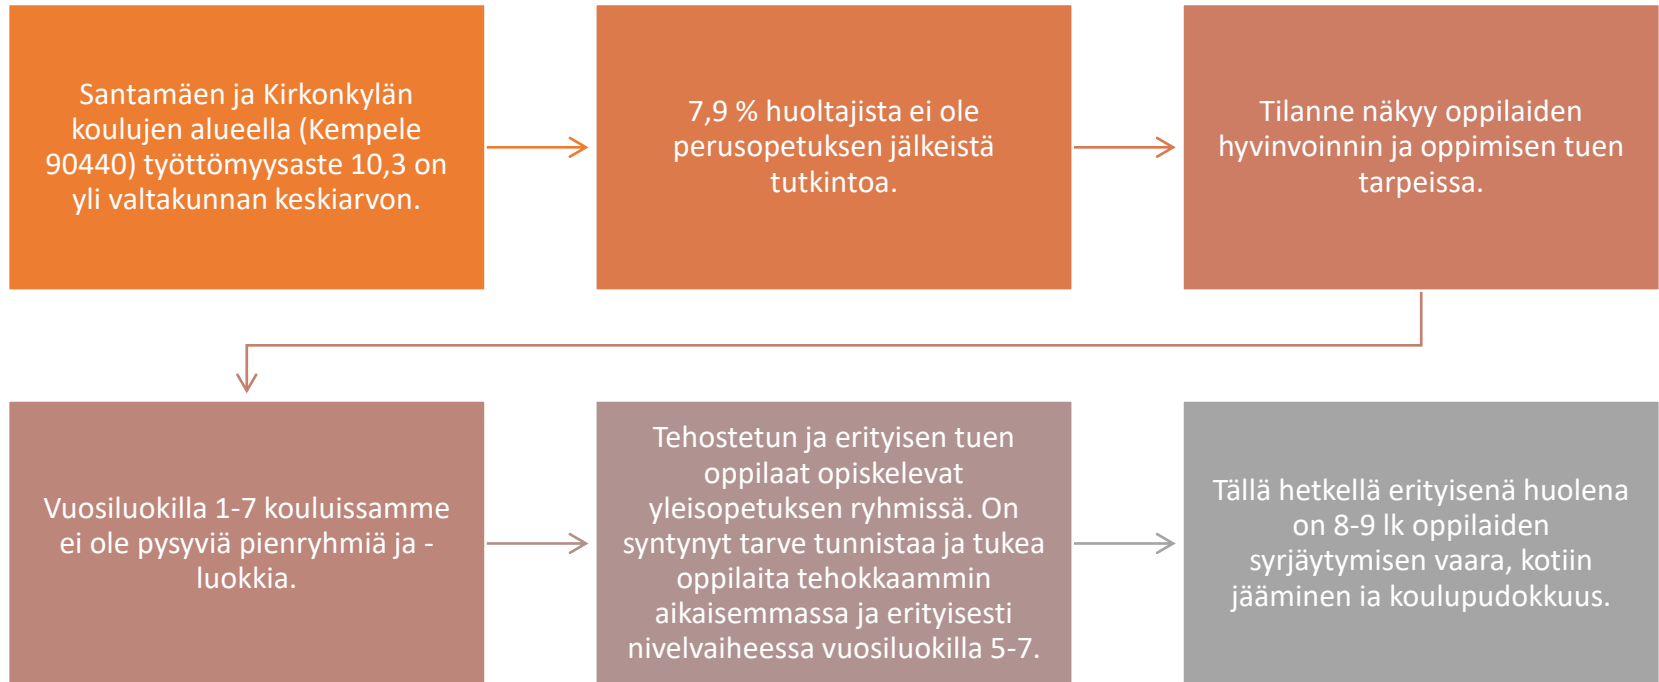 Santamäen ja Kirkonkylän
koulujen alueella (Kempele
90440) työttömyysaste 10,3 on
yli valtakunnan keskiarvon.
7,9 % huoltajista ei ole
perusopetuksen jälkeistä
tutkintoa.
Tilanne näkyy oppilaiden
hyvinvoinnin ja oppimisen tuen
tarpeissa.
Vuosiluokilla 1-7 kouluissamme
ei ole pysyviä pienryhmiä ja -
luokkia.
Tehostetun ja erityisen tuen
oppilaat opiskelevat
yleisopetuksen ryhmissä. On
syntynyt tarve tunnistaa ja tukea
oppilaita tehokkaammin
aikaisemmassa ja erityisesti
nivelvaiheessa vuosiluokilla 5-7.
Tällä hetkellä erityisenä huolena
on 8-9 lk oppilaiden
syrjäytymisen vaara, kotiin
jääminen ja koulupudokkuus.